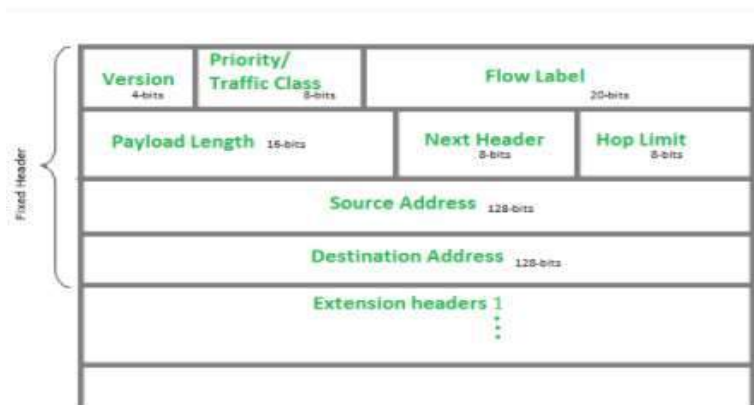 Version
4-bits
Priority/
Traffic Class
8-bits
Flow Label
20-bits
Payload Length 16-bits
Next Header
8-bits
Hop Limit
8-bits
Fixed Header
Source Address 128-bits
Destination Address 128-bits
Extension headers 1